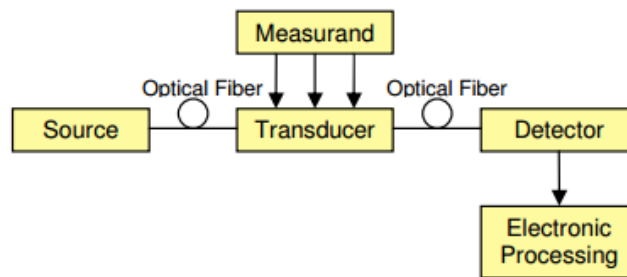 Measurand
Optical Fiber
Optical Fiber
Source
Transducer
Detector
Electronic
Processing